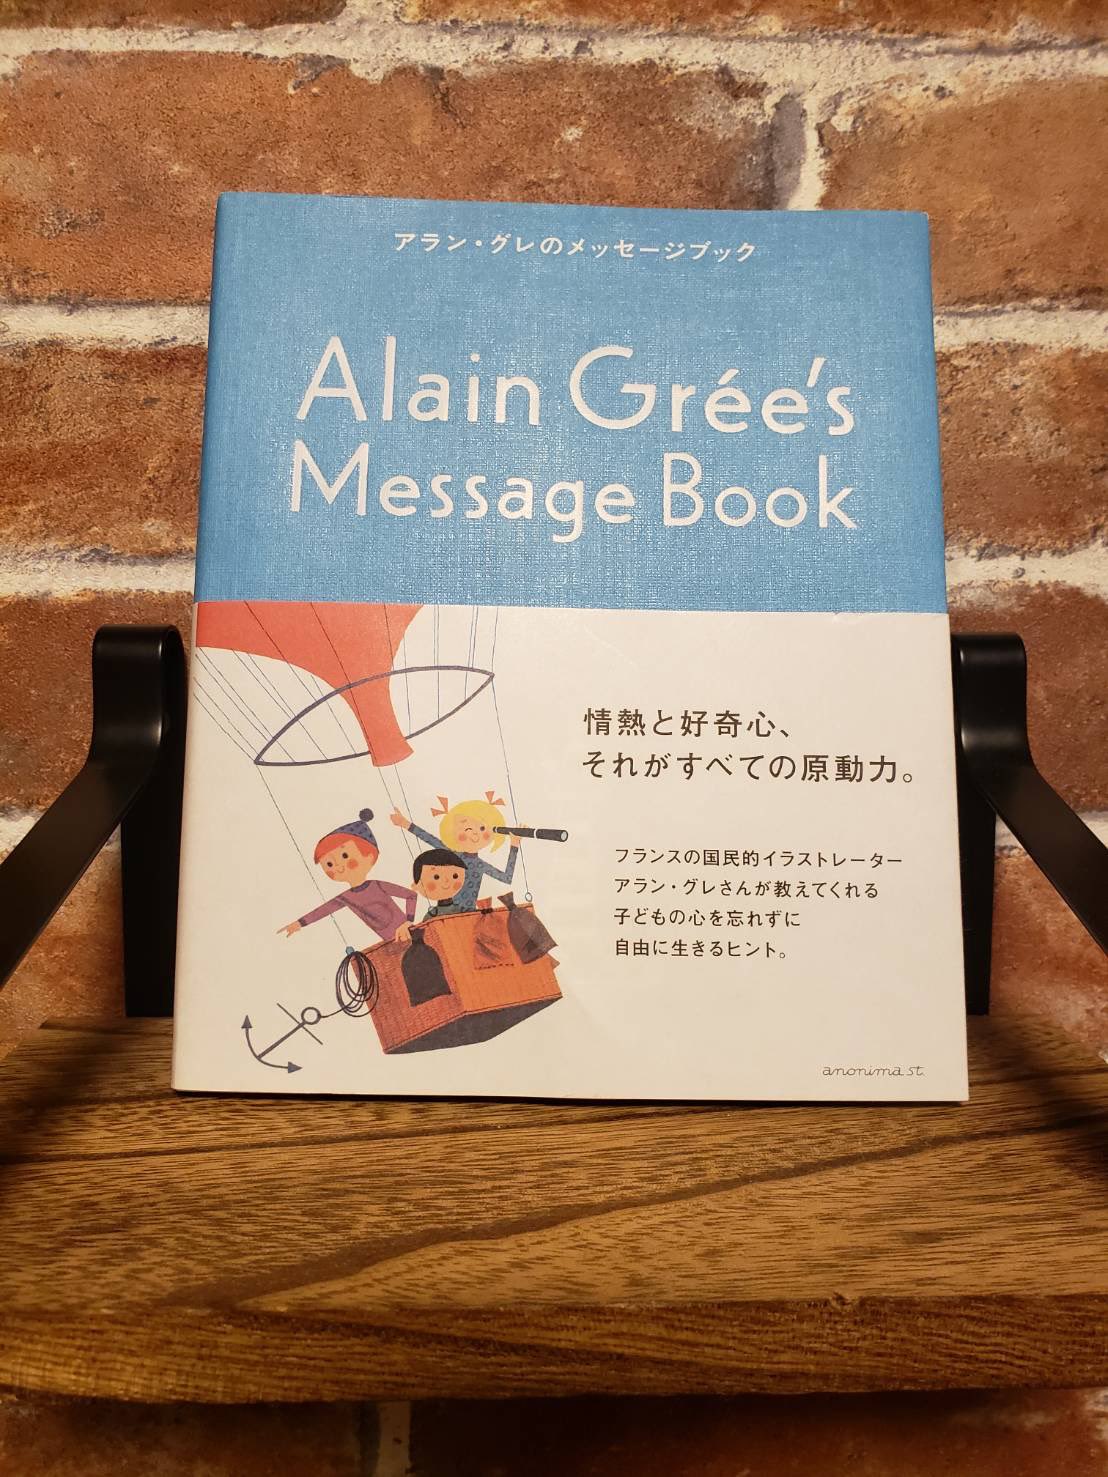 アラン・グレのメッセージブック
Alain Grée's
Message Book
情熱と好奇心、
それがすべての原動力。
フランスの国民的イラストレーター
アラン・グレさんが教えてくれる
子どもの心を忘れずに
自由に生きるヒント。
anonima st.